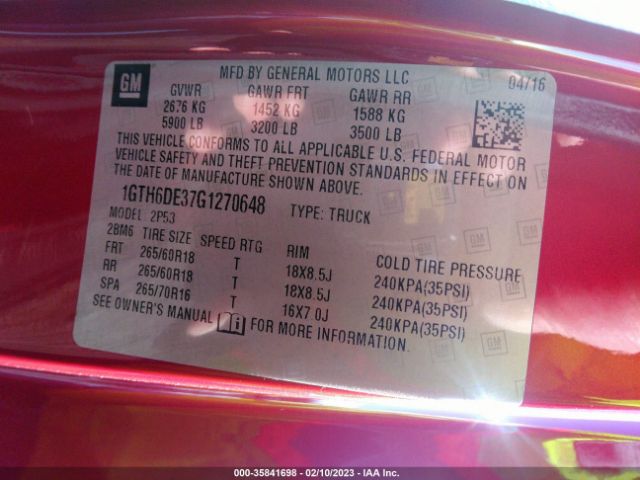 GM
MFD BY GENERAL MOTORS LLC 04/16
GVWR GAWR FRT GAWR RR
2676 KG 1452 KG 1588 KG
5900 LB 3200 LB 3500 LB
THIS VEHICLE CONFORMS TO ALL APPLICABLE U.S. FEDERAL MOTOR
VEHICLE SAFETY AND THEFT PREVENTION STANDARDS IN EFFECT ON
THE DATE OF MANUFACTURE SHOWN ABOVE.
1GTH6DE37G1270648 TYPE: TRUCK
MODEL 2P53
2BM6 TIRE SIZE SPEED RTG RIM COLD TIRE PRESSURE
FRT 265/60R18 T 18X8.5J 240KPA(35PSI)
RR 265/60R18 T 18X8.5J 240KPA(35PSI)
SPA 265/70R16 T 16X7.0J 240KPA(35PSI)
SEE OWNER'S MANUAL FOR MORE INFORMATION.
000-35841698 - 02/10/2023 - IAA Inc.